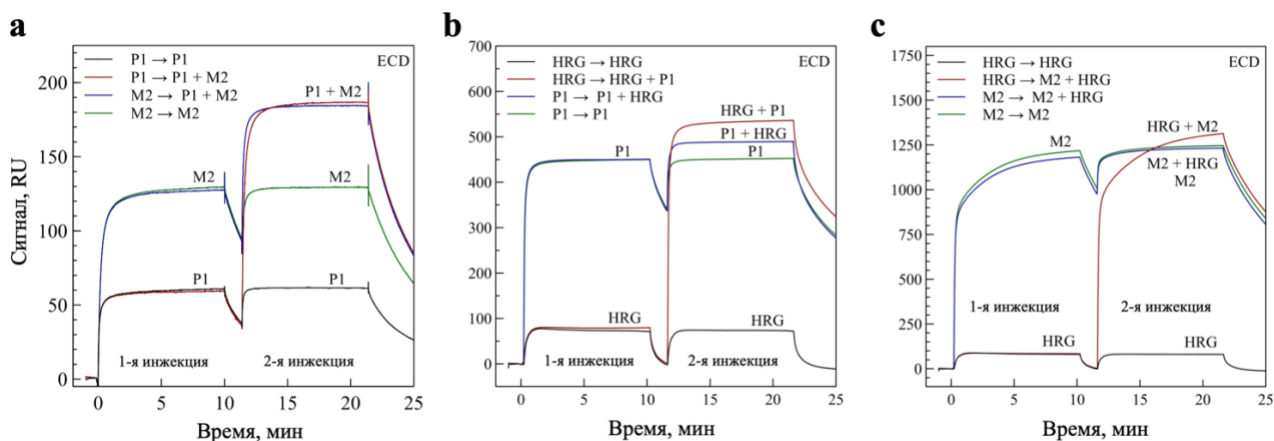 a
P1 → P1
P1 → P1 + M2
M2 → P1 + M2
M2 → M2
ECD
P1 + M2
M2
M2
P1
P1
1-я инжекция
2-я инжекция
200
150
100
50
0
0
5
10
15
20
25
Сигнал, RU
Время, мин
b
HRG → HRG
HRG → HRG + P1
P1 → P1 + HRG
P1 → P1
ECD
HRG + P1
P1 + HRG
P1
P1
HRG
HRG
1-я инжекция
2-я инжекция
700
600
500
400
300
200
100
0
0
5
10
15
20
25
Время, мин
c
HRG → HRG
HRG → M2 + HRG
M2 → M2 + HRG
M2 → M2
ECD
M2
HRG + M2
M2 + HRG
M2
1-я инжекция
2-я инжекция
HRG
HRG
1750
1500
1250
1000
750
500
250
0
0
5
10
15
20
25
Время, мин